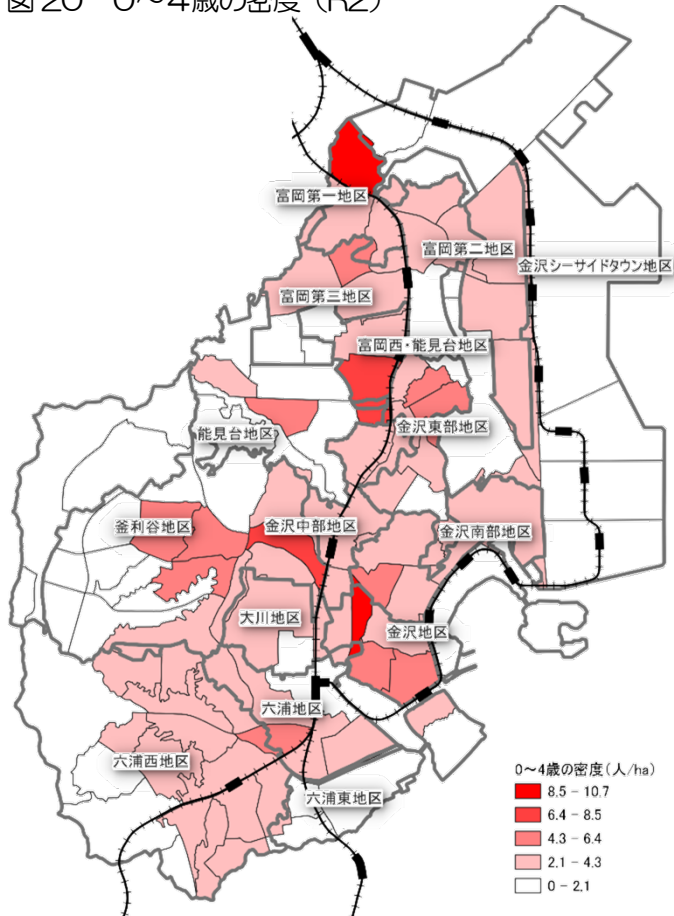 図20 0～4歳の密度（R2）
富岡第一地区
富岡第二地区
金沢シーサイドタウン地区
富岡第三地区
富岡西・能見台地区
能見台地区
金沢東部地区
釜利谷地区
金沢中部地区
金沢南部地区
大川地区
金沢地区
六浦地区
六浦西地区
六浦東地区
0～4歳の密度(人/ha)
8.5 - 10.7
6.4 - 8.5
4.3 - 6.4
2.1 - 4.3
0 - 2.1